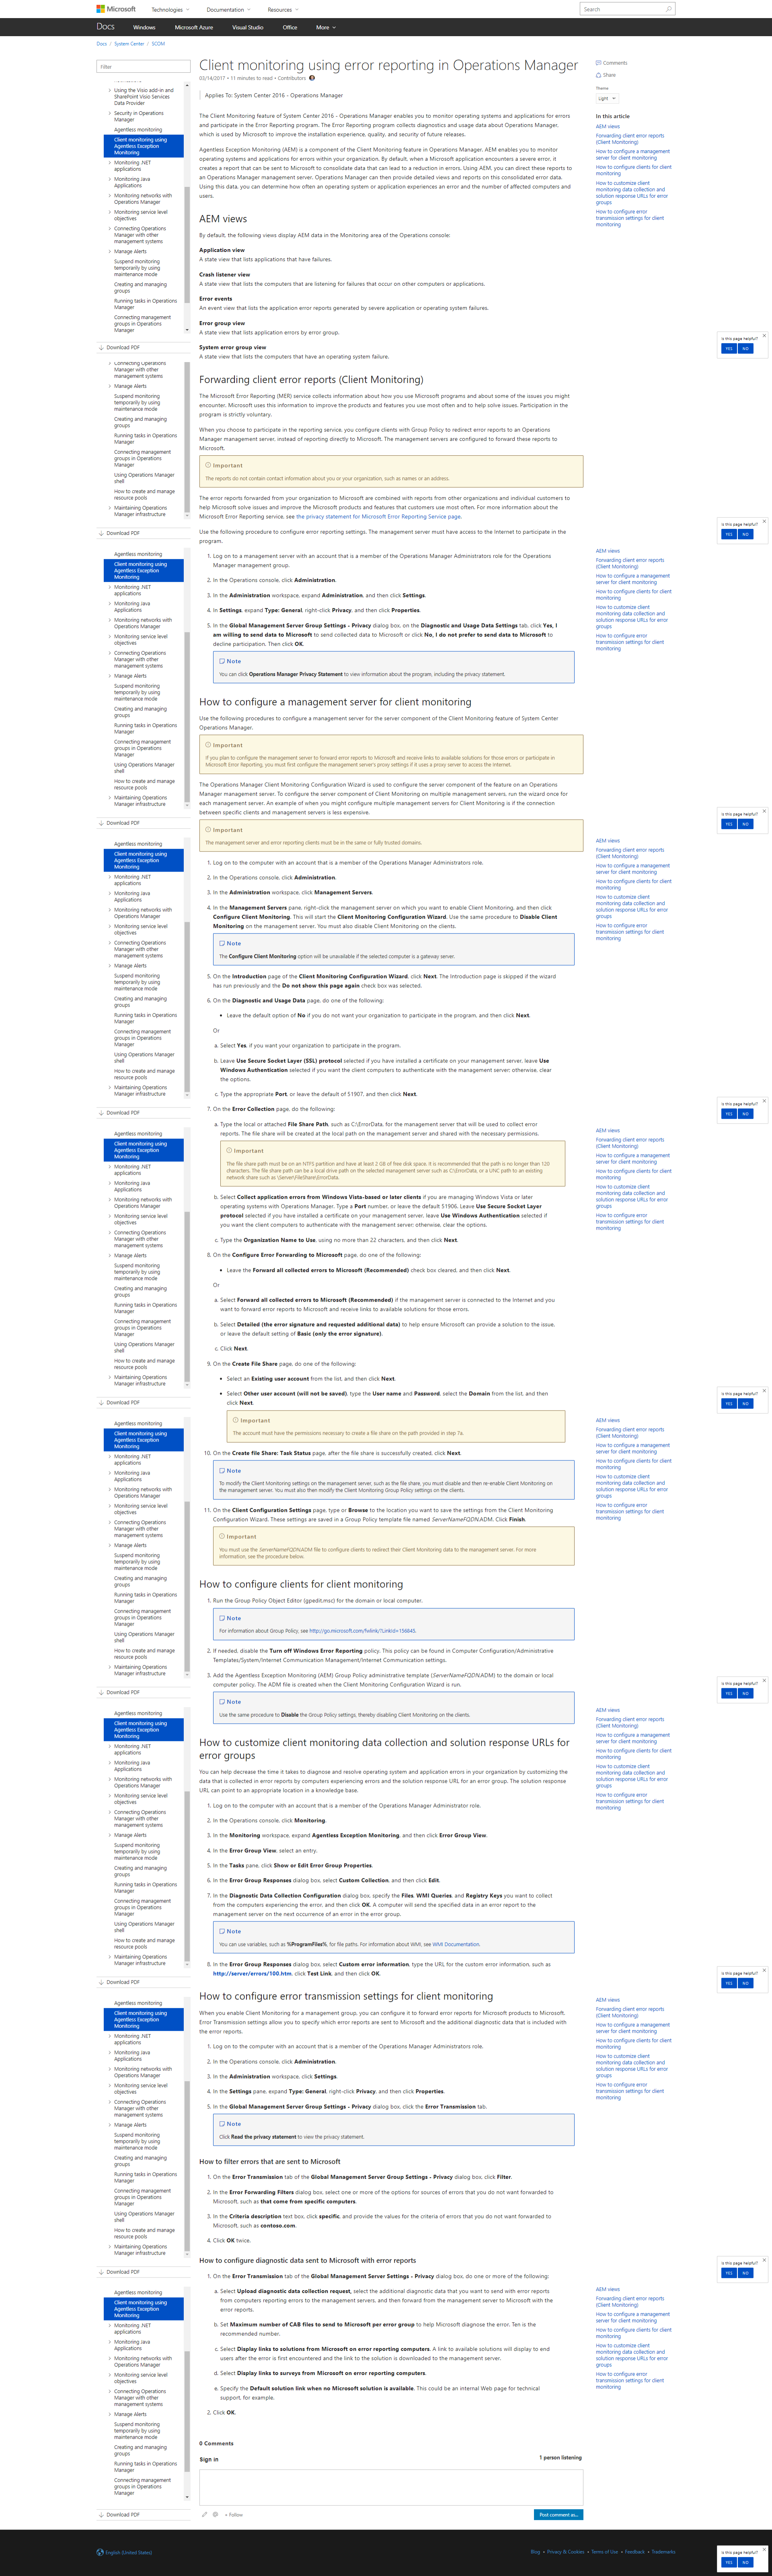 Microsoft
Technologies
Documentation
Resources
Search
Docs
Windows
Microsoft Azure
Visual Studio
Office
More
Docs / System Center / SCOM
Filter
Using the Visio add-in and
SharePoint Visio Services
Data Provider
Security in Operations
Manager
Agentless monitoring
Client monitoring using
Agentless Exception
Monitoring
Monitoring .NET
applications
Monitoring Java
Applications
Monitoring networks with
Operations Manager
Monitoring service level
objectives
Connecting Operations
Manager with other
management systems
Manage Alerts
Suspend monitoring
temporarily by using
maintenance mode
Creating and managing
groups
Running tasks in Operations
Manager
Connecting management
groups in Operations
Manager
Download PDF
Client monitoring using error reporting in Operations Manager
03/14/2017 • 11 minutes to read • Contributors
Applies To: System Center 2016 - Operations Manager
The Client Monitoring feature of System Center 2016 - Operations Manager enables you to monitor operating systems and applications for errors
and participate in the Error Reporting program. The Error Reporting program collects diagnostics and usage data about Operations Manager,
which is used by Microsoft to improve the installation experience, quality, and security of future releases.
Agentless Exception Monitoring (AEM) is a component of the Client Monitoring feature in Operations Manager. AEM enables you to monitor
operating systems and applications for errors within your organization. By default, when a Microsoft application encounters a severe error, it
creates a report that can be sent to Microsoft to consolidate data that can lead to a reduction in errors. Using AEM, you can direct these reports to
an Operations Manager management server. Operations Manager can then provide detailed views and reports on this consolidated error data.
Using this data, you can determine how often an operating system or application experiences an error and the number of affected computers and
users.
AEM views
By default, the following views display AEM data in the Monitoring area of the Operations console:
Application view
A state view that lists applications that have failures.
Crash listener view
A state view that lists the computers that are listening for failures that occur on other computers or applications.
Error events
An event view that lists the application error reports generated by severe application or operating system failures.
Error group view
A state view that lists application errors by error group.
System error group view
A state view that lists the computers that have an operating system failure.
Forwarding client error reports (Client Monitoring)
The Microsoft Error Reporting (MER) service collects information about how you use Microsoft programs and about some of the issues you might
encounter. Microsoft uses this information to improve the products and features you use most often and to help solve issues. Participation in the
program is strictly voluntary.
When you choose to participate in the reporting service, you configure clients with Group Policy to redirect error reports to an Operations
Manager management server, instead of reporting directly to Microsoft. The management servers are configured to forward these reports to
Microsoft.
Important
The reports do not contain contact information about you or your organization, such as names or an address.
The error reports forwarded from your organization to Microsoft are combined with reports from other organizations and individual customers to
help Microsoft solve issues and improve the Microsoft products and features that customers use most often. For more information about the
Microsoft Error Reporting service, see the privacy statement for Microsoft Error Reporting Service page.
Use the following procedure to configure error reporting settings. The management server must have access to the Internet to participate in the
program.
1. Log on to a management server with an account that is a member of the Operations Manager Administrators role for the Operations
Manager management group.
2. In the Operations console, click Administration.
3. In the Administration workspace, expand Administration, and then click Settings.
4. In Settings, expand Type: General, right-click Privacy, and then click Properties.
5. In the Global Management Server Group Settings - Privacy dialog box, on the Diagnostic and Usage Data Settings tab, click Yes, I
am willing to send data to Microsoft to send collected data to Microsoft or click No, I do not prefer to send data to Microsoft to
decline participation. Then click OK.
Note
You can click Operations Manager Privacy Statement to view information about the program, including the privacy statement.
How to configure a management server for client monitoring
Use the following procedures to configure a management server for the server component of the Client Monitoring feature of System Center
Operations Manager.
Important
If you plan to configure the management server to forward error reports to Microsoft and receive links to available solutions for those errors or participate in
Microsoft Error Reporting, you must first configure the management server's proxy settings if it uses a proxy server to access the Internet.
The Operations Manager Client Monitoring Configuration Wizard is used to configure the server component of the feature on an Operations
Manager management server. To configure the server component of Client Monitoring on multiple management servers, run the wizard once for
each management server. An example of when you might configure multiple management servers for Client Monitoring is if the connection
between specific clients and management servers is less expensive.
Important
The management server and error reporting clients must be in the same or fully trusted domains.
1. Log on to the computer with an account that is a member of the Operations Manager Administrators role.
2. In the Operations console, click Administration.
3. In the Administration workspace, click Management Servers.
4. In the Management Servers pane, right-click the management server on which you want to enable Client Monitoring, and then click
Configure Client Monitoring. This will start the Client Monitoring Configuration Wizard. Use the same procedure to Disable Client
Monitoring on the management server. You must also disable Client Monitoring on the clients.
Note
The Configure Client Monitoring option will be available if the selected computer is a gateway server.
5. On the Introduction page of the Client Monitoring Configuration Wizard, click Next. The Introduction page is skipped if the wizard
has run previously and the Do not show this page again check box was selected.
6. On the Diagnostic and Usage Data page, do one of the following:
• Leave the default option of No if you do not want your organization to participate in the program, and then click Next.
Or
a. Select Yes, if you want your organization to participate in the program.
b. Leave Use Secure Socket Layer (SSL) protocol selected if you have installed a certificate on your management server, leave Use
Windows Authentication selected if you want the client computers to authenticate with the management server; otherwise, clear
the options.
c. Type the appropriate Port, or leave the default of 51907, and then click Next.
7. On the Error Collection page, do the following:
a. Type the local or attached File Share Path, such as C:\ErrorData, for the management server that will be used to collect error
reports. The file share will be created at the local path on the management server and shared with the necessary permissions.
Important
The file share path must be on an NTFS partition and have at least 2 GB of free disk space. It is recommended that the path is no longer than 120
characters. The file share path can be a local drive path on the selected management server such as C:\ErrorData, or a UNC path to an existing
network share such as \Server\FileShare\ErrorData.
b. Select Collect application errors from Windows Vista-based or later clients if you are managing Windows Vista or later
operating systems with Operations Manager. Type a Port number, or leave the default 51906. Leave Use Secure Socket Layer
protocol selected if you have installed a certificate on your management server, leave Use Windows Authentication selected if
you want the client computers to authenticate with the management server; otherwise, clear the options.
c. Type the Organization Name to Use, using no more than 22 characters, and then click Next.
8. On the Configure Error Forwarding to Microsoft page, do one of the following:
• Leave the Forward all collected errors to Microsoft (Recommended) check box cleared, and then click Next.
Or
a. Select Forward all collected errors to Microsoft (Recommended) if the management server is connected to the Internet and you
want to forward error reports to Microsoft and receive links to available solutions for those errors.
b. Select Detailed (the error signature and requested additional data) to help ensure Microsoft can provide a solution to the issue,
or leave the default setting of Basic (only the error signature).
c. Click Next.
9. On the Create File Share page, do one of the following:
• Select an Existing user account from the list, and then click Next.
• Select Other user account (will not be saved), type the User name and Password, select the Domain from the list, and then
click Next.
Important
The account must have the permissions necessary to create a file share on the path provided in step 7a.
10. On the Create file Share: Task Status page, after the file share is successfully created, click Next.
Note
To modify the Client Monitoring settings on the management server, such as the file share, you must disable and then re-enable Client Monitoring on
the management server. You must also then modify the Client Monitoring Group Policy settings on the clients.
11. On the Client Configuration Settings page, type or Browse to the location you want to save the settings from the Client Monitoring
Configuration Wizard. These settings are saved in a Group Policy template file named ServerNameFQDN.ADM. Click Finish.
Important
You must use the ServerNameFQDN.ADM file to configure clients to redirect their Client Monitoring data to the management server. For more
information, see the procedure below.
How to configure clients for client monitoring
1. Run the Group Policy Object Editor (gpedit.msc) for the domain or local computer.
Note
For information about Group Policy, see http://go.microsoft.com/fwlink/?LinkId=136845.
2. If needed, disable the Turn off Windows Error Reporting policy. This policy can be found in Computer Configuration/Administrative
Templates/System/Internet Communication Management/Internet Communication settings.
3. Add the Agentless Exception Monitoring (AEM) Group Policy administrative template (ServerNameFQDN.ADM) to the domain or local
computer policy. The ADM file is created when the Client Monitoring Configuration Wizard is run.
Note
Use the same procedure to Disable the Group Policy settings, thereby disabling Client Monitoring on the clients.
How to customize client monitoring data collection and solution response URLs for
error groups
You can help decrease the time it takes to diagnose and resolve operating system and application errors in your organization by customizing the
data that is collected in error reports by computers experiencing errors and the solution response URL for an error group. The solution response
URL can point to an appropriate location in a knowledge base.
1. Log on to the computer with an account that is a member of the Operations Manager Administrators role.
2. In the Operations console, click Monitoring.
3. In the Monitoring workspace, expand Agentless Exception Monitoring, and then click Error Group View.
4. In the Error Group View, select an entry.
5. In the Tasks pane, click Show or Edit Error Group Properties.
6. In the Error Group Responses dialog box, select Custom Collection, and then click Edit.
7. In the Diagnostic Data Collection Configuration dialog box, specify the Files, WMI Queries, and Registry Keys you want to collect
from the computers experiencing the error, and then click OK. A computer will send the specified data in an error report to the
management server on the next occurrence of an error in the error group.
Note
You can use variables, such as %ProgramFiles%, for file paths. For information about WMI, see WMI Documentation.
8. In the Error Group Responses dialog box, select Custom error information, type the URL for the custom error information, such as
http://server/errors/100.htm, click Test Link, and then click OK.
How to configure error transmission settings for client monitoring
When you enable Client Monitoring for a management group, you can configure it to forward error reports for Microsoft products to Microsoft.
Error Transmission settings allow you to specify which error reports are sent to Microsoft and the additional diagnostic data that is included with
the error reports.
1. Log on to the computer with an account that is a member of the Operations Manager Administrators role.
2. In the Operations console, click Administration.
3. In the Administration workspace, click Settings.
4. In the Settings pane, expand Type: General, right-click Privacy, and then click Properties.
5. In the Global Management Server Group Settings - Privacy dialog box, click the Error Transmission tab.
Note
Click Read the privacy statement to view the privacy statement.
How to filter errors that are sent to Microsoft
1. On the Error Transmission tab of the Global Management Server Group Settings - Privacy dialog box, click Filter.
2. In the Error Forwarding Filters dialog box, select one or more of the options for sources of errors that you do not want forwarded to
Microsoft, such as that come from specific computers.
3. In the Criteria description text box, click specific, and provide the values for the criteria of errors that you do not want forwarded to
Microsoft, such as contoso.com.
4. Click OK twice.
How to configure diagnostic data sent to Microsoft with error reports
1. On the Error Transmission tab of the Global Management Server Settings - Privacy dialog box, do one or more of the following:
a. Select Upload diagnostic data collection request, select the additional diagnostic data that you want to send with error reports
from computers reporting errors to the management servers, and then forward them from the management server to Microsoft with the
error reports.
b. Set Maximum number of CAB files to send to Microsoft per error group to help Microsoft diagnose the error. Ten is the
recommended number.
c. Select Display links to solutions from Microsoft on error reporting computers. A link to available solutions will display to end
users after the error is first encountered and the link to the solution is downloaded to the management server.
d. Select Display links to surveys from Microsoft on error reporting computers.
e. Specify the Default solution link when no Microsoft solution is available. This could be an internal Web page for technical
support, for example.
2. Click OK.
0 Comments
Sign in
1 person listening
+ Follow
Post comment as...
Comments
Share
Theme
Light
In this article
AEM views
Forwarding client error reports
(Client Monitoring)
How to configure a management
server for client monitoring
How to configure clients for client
monitoring
How to customize client
monitoring data collection and
solution response URLs for error
groups
How to configure error
transmission settings for client
monitoring
Is this page helpful?
YES
NO
English (United States)
Blog • Privacy & Cookies • Terms of Use • Feedback • Trademarks